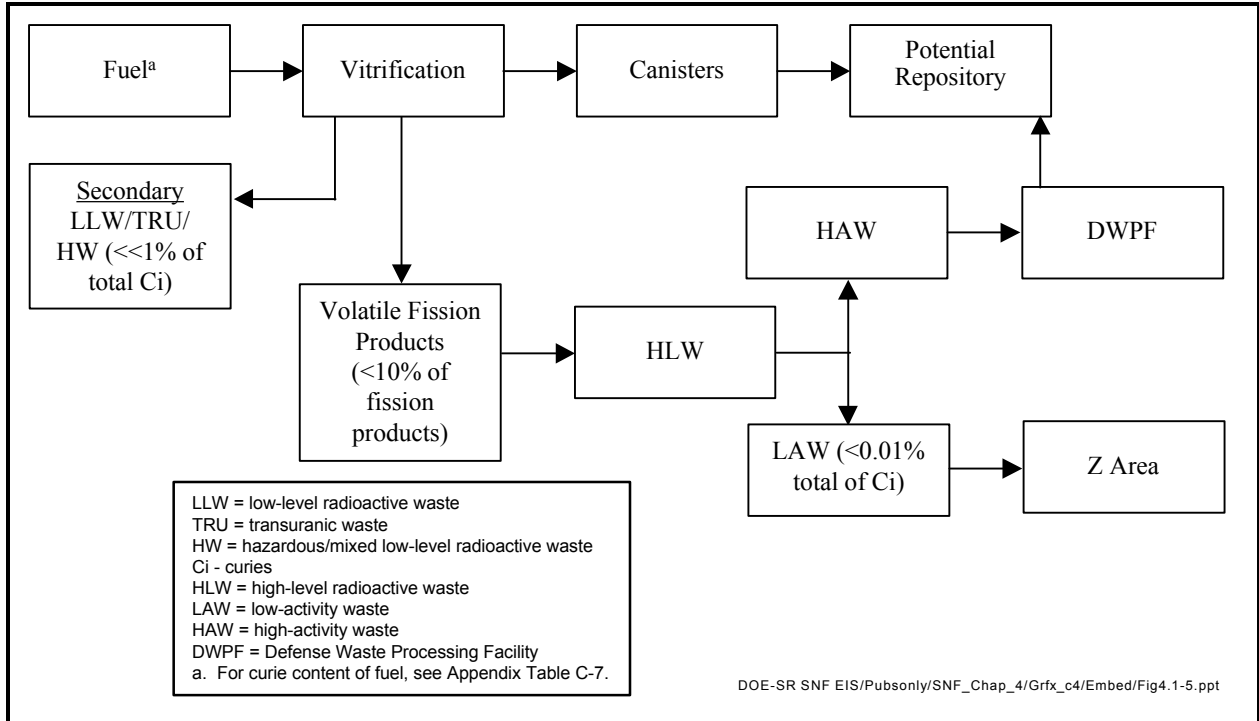 Fuelᵃ
Vitrification
Canisters
Potential
Repository
Secondary
LLW/TRU/
HW (<<1% of
total Ci)
HAW
DWPF
Volatile Fission
Products
(<10% of
fission
products)
HLW
LAW (<0.01%
total of Ci)
Z Area
LLW = low-level radioactive waste
TRU = transuranic waste
HW = hazardous/mixed low-level radioactive waste
Ci - curies
HLW = high-level radioactive waste
LAW = low-activity waste
HAW = high-activity waste
DWPF = Defense Waste Processing Facility
a. For curie content of fuel, see Appendix Table C-7.
DOE-SR SNF EIS/Pubsonly/SNF_Chap_4/Grfx_c4/Embed/Fig4.1-5.ppt